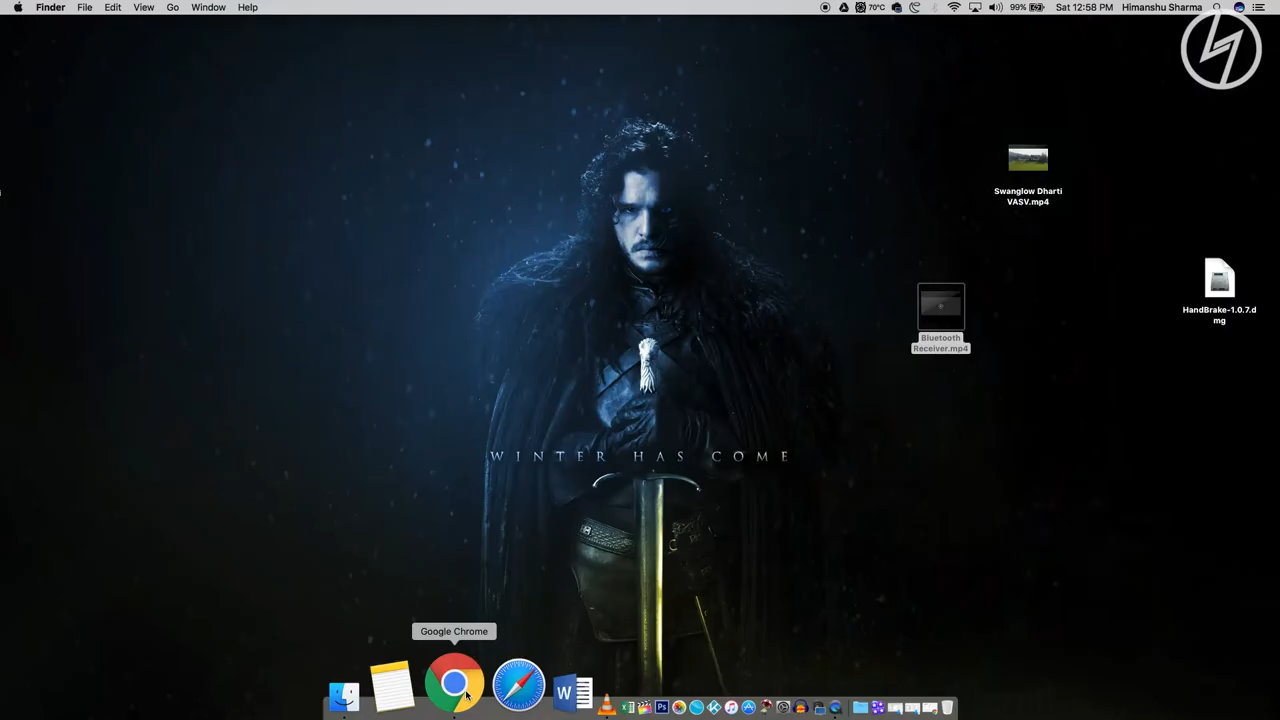 Finder File Edit View Go Window Help 70°C 99% Sat 12:58 PM Himanshu Sharma
Swanglow Dharti
VASV.mp4
Bluetooth
Receiver.mp4
HandBrake-1.0.7.d
mg
WINTER HAS COME
Google Chrome
W